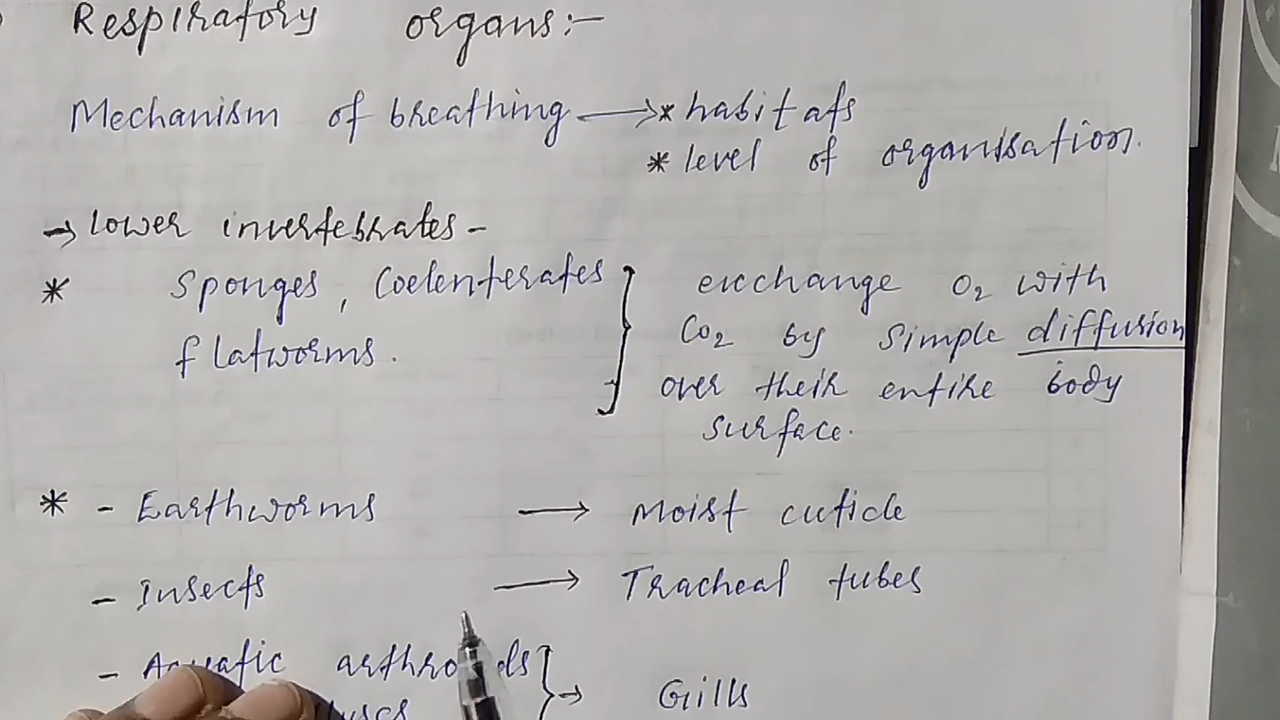 Respiratory organs:-
Mechanism of breathing → * habitats
* level of organisation.
→ Lower invertebrates -
* Sponges, Coelenterates
flatworms.
exchange O2 with
CO2 by simple diffusion
over their entire body
surface.
* - Earthworms → Moist cuticle
- Insects → Tracheal tubes
- Aquatic
→ Gills